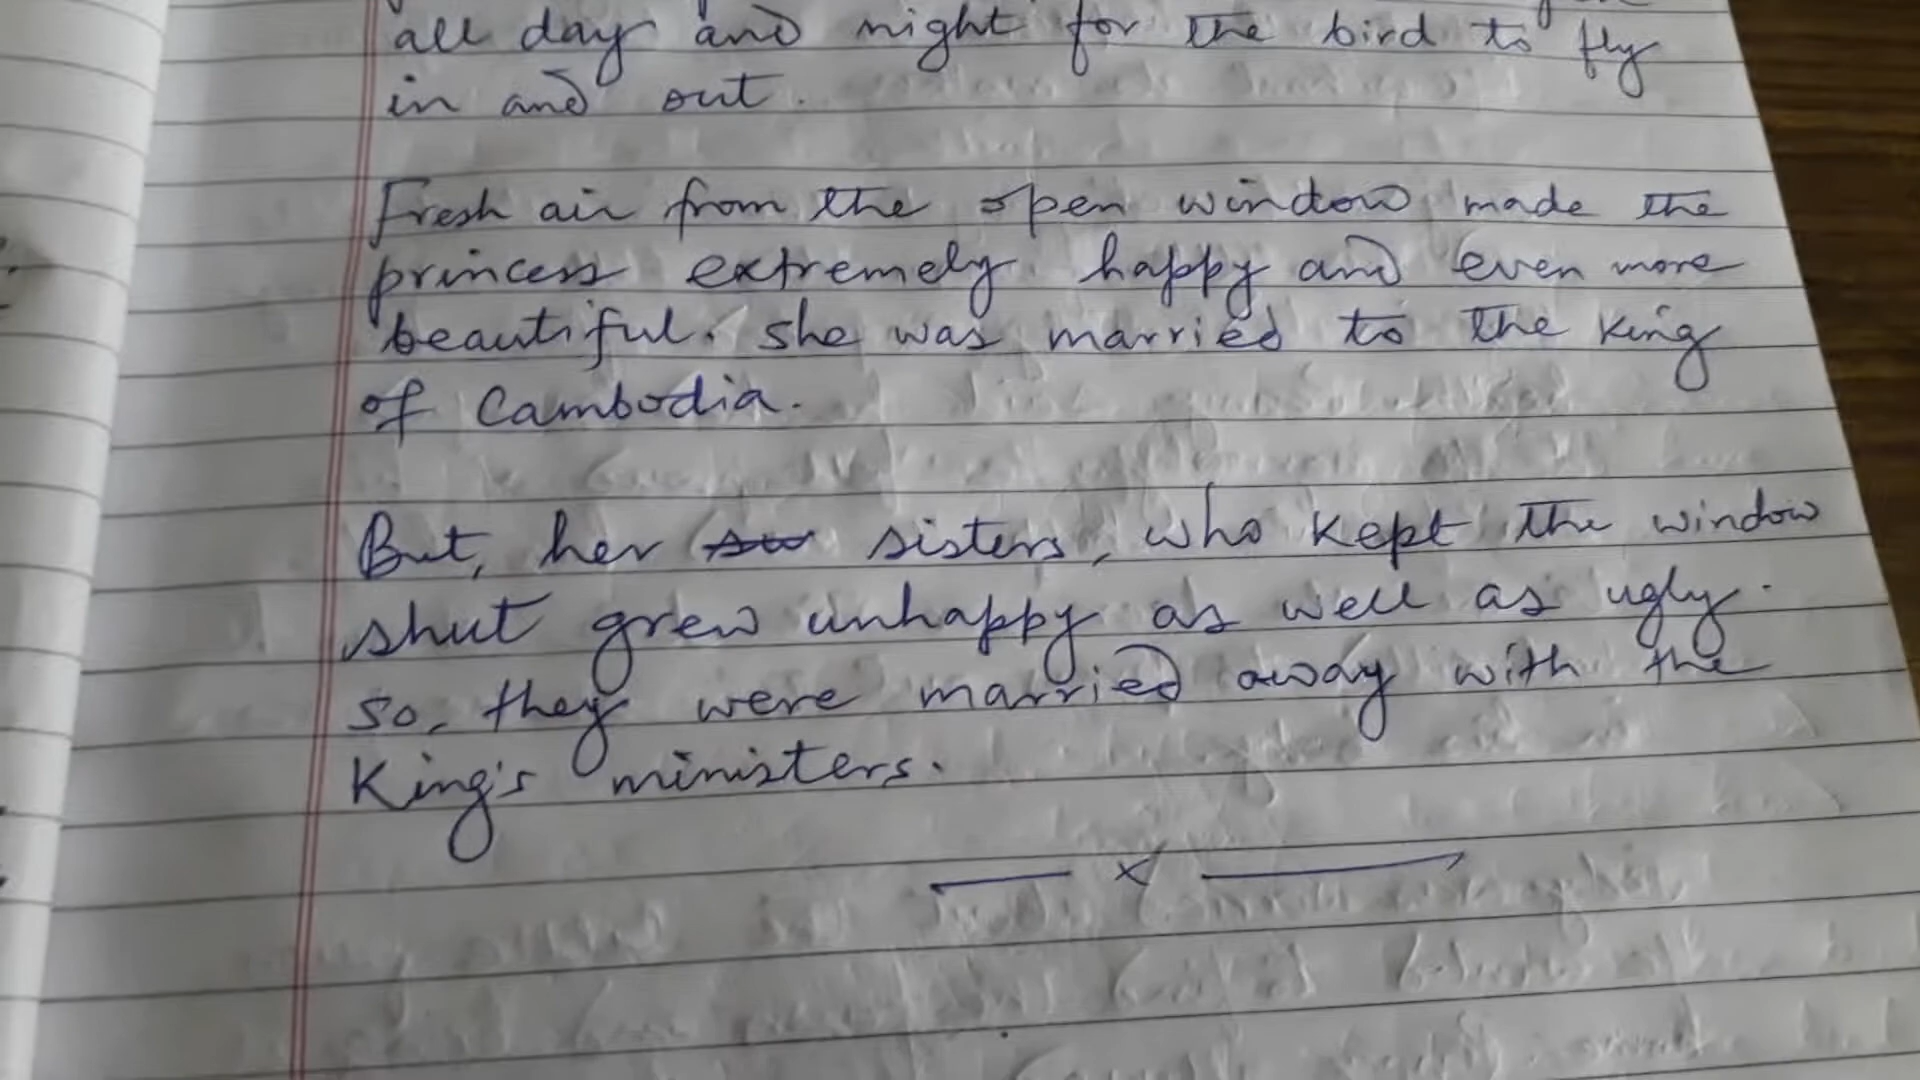 all day and night for the bird to fly
in and out.
Fresh air from the open window made the
princess extremely happy and even more
beautiful. she was married to the King
of Cambodia.
But, her sisters, who kept the window
shut grew unhappy as well as ugly.
so, they were married away with the
King's ministers.
— x —